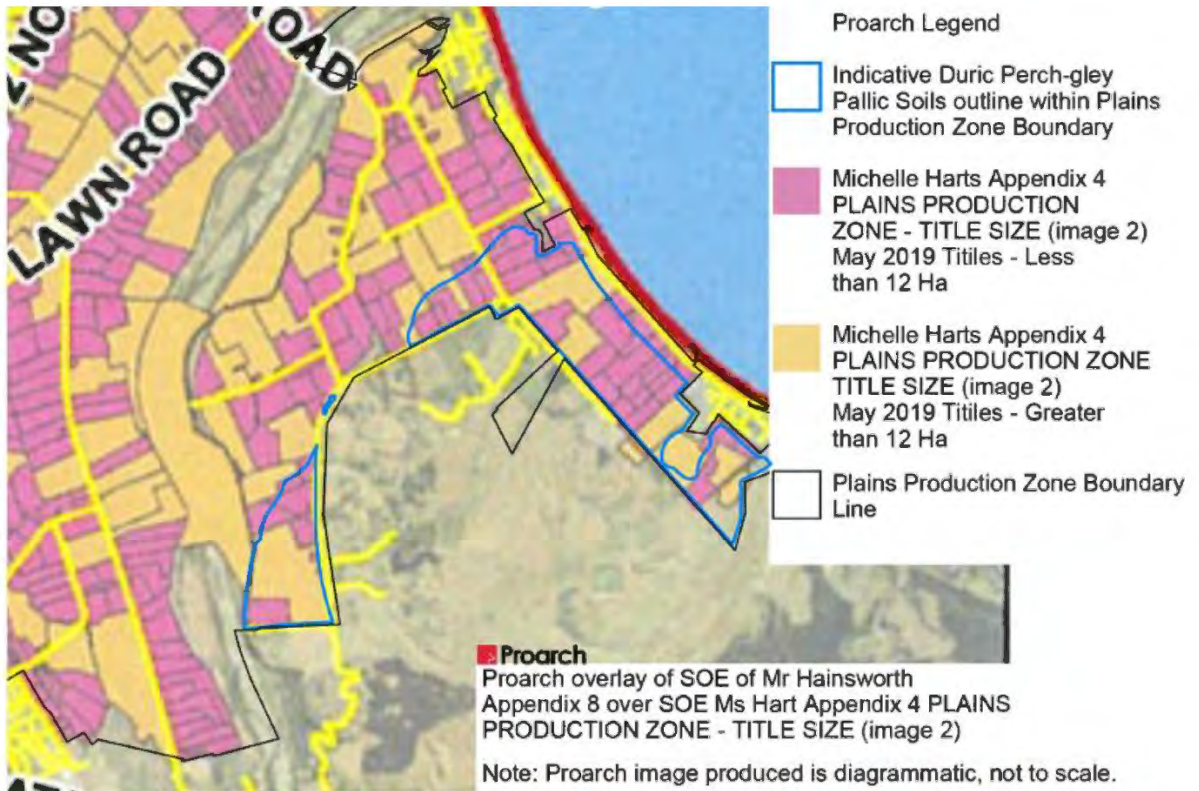 2 NO
LAWN ROAD
OAD
Proarch Legend
Indicative Duric Perch-gley
Pallic Soils outline within Plains
Production Zone Boundary
Michelle Harts Appendix 4
PLAINS PRODUCTION
ZONE - TITLE SIZE (image 2)
May 2019 Titiles - Less
than 12 Ha
Michelle Harts Appendix 4
PLAINS PRODUCTION ZONE
TITLE SIZE (image 2)
May 2019 Titiles - Greater
than 12 Ha
Plains Production Zone Boundary
Line
Proarch
Proarch overlay of SOE of Mr Hainsworth
Appendix 8 over SOE Ms Hart Appendix 4 PLAINS
PRODUCTION ZONE - TITLE SIZE (image 2)
Note: Proarch image produced is diagrammatic, not to scale.